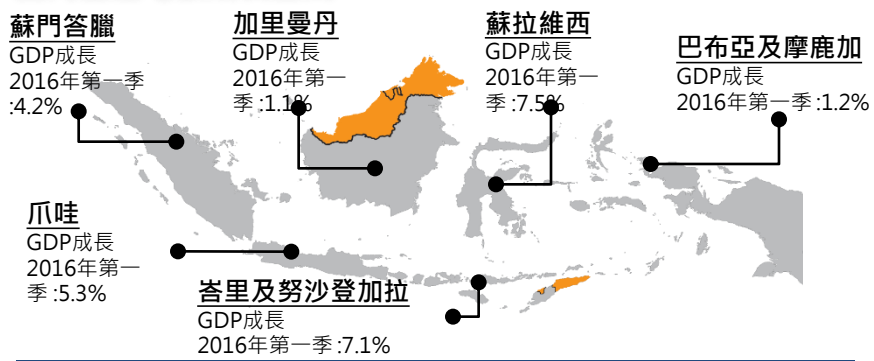 蘇門答臘
GDP成長
2016年第一季
:4.2%
加里曼丹
GDP成長
2016年第一
季 :1.1%
蘇拉維西
GDP成長
2016年第一
季 :7.5%
巴布亞及摩鹿加
GDP成長
2016年第一季 :1.2%
爪哇
GDP成長
2016年第一
季 :5.3%
峇里及努沙登加拉
GDP成長
2016年第一季 :7.1%